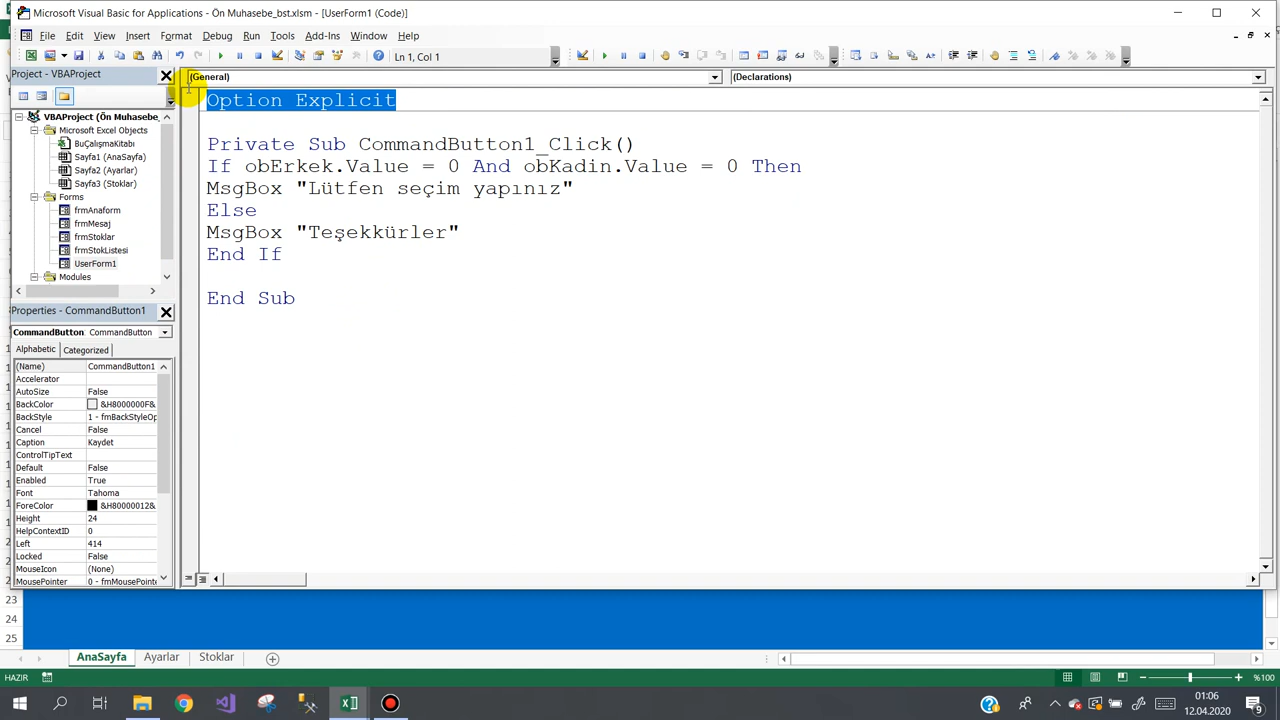 Microsoft Visual Basic for Applications - Ön Muhasebe_bst.xlsm - [UserForm1 (Code)]
File Edit View Insert Format Debug Run Tools Add-Ins Window Help
Ln 1, Col 1
Project - VBAProject
VBAProject (Ön Muhasebe_
Microsoft Excel Objects
BuÇalışmaKitabı
Sayfa1 (AnaSayfa)
Sayfa2 (Ayarlar)
Sayfa3 (Stoklar)
Forms
frmAnaform
frmMesaj
frmStoklar
frmStokListesi
UserForm1
Modules
Properties - CommandButton1
CommandButton CommandButton
Alphabetic Categorized
(Name) CommandButton1
Accelerator
AutoSize False
BackColor &H8000000F&
BackStyle 1 - fmBackStyleOp
Cancel False
Caption Kaydet
ControlTipText
Default False
Enabled True
Font Tahoma
ForeColor &H80000012&
Height 24
HelpContextID 0
Left 414
Locked False
MouseIcon (None)
MousePointer 0 - fmMousePointe
(General) (Declarations)
Option Explicit
Private Sub CommandButton1_Click()
If obErkek.Value = 0 And obKadin.Value = 0 Then
MsgBox "Lütfen seçim yapınız"
Else
MsgBox "Teşekkürler"
End If
End Sub
23
24
25
AnaSayfa Ayarlar Stoklar
HAZIR
%100
01:06
12.04.2020
9